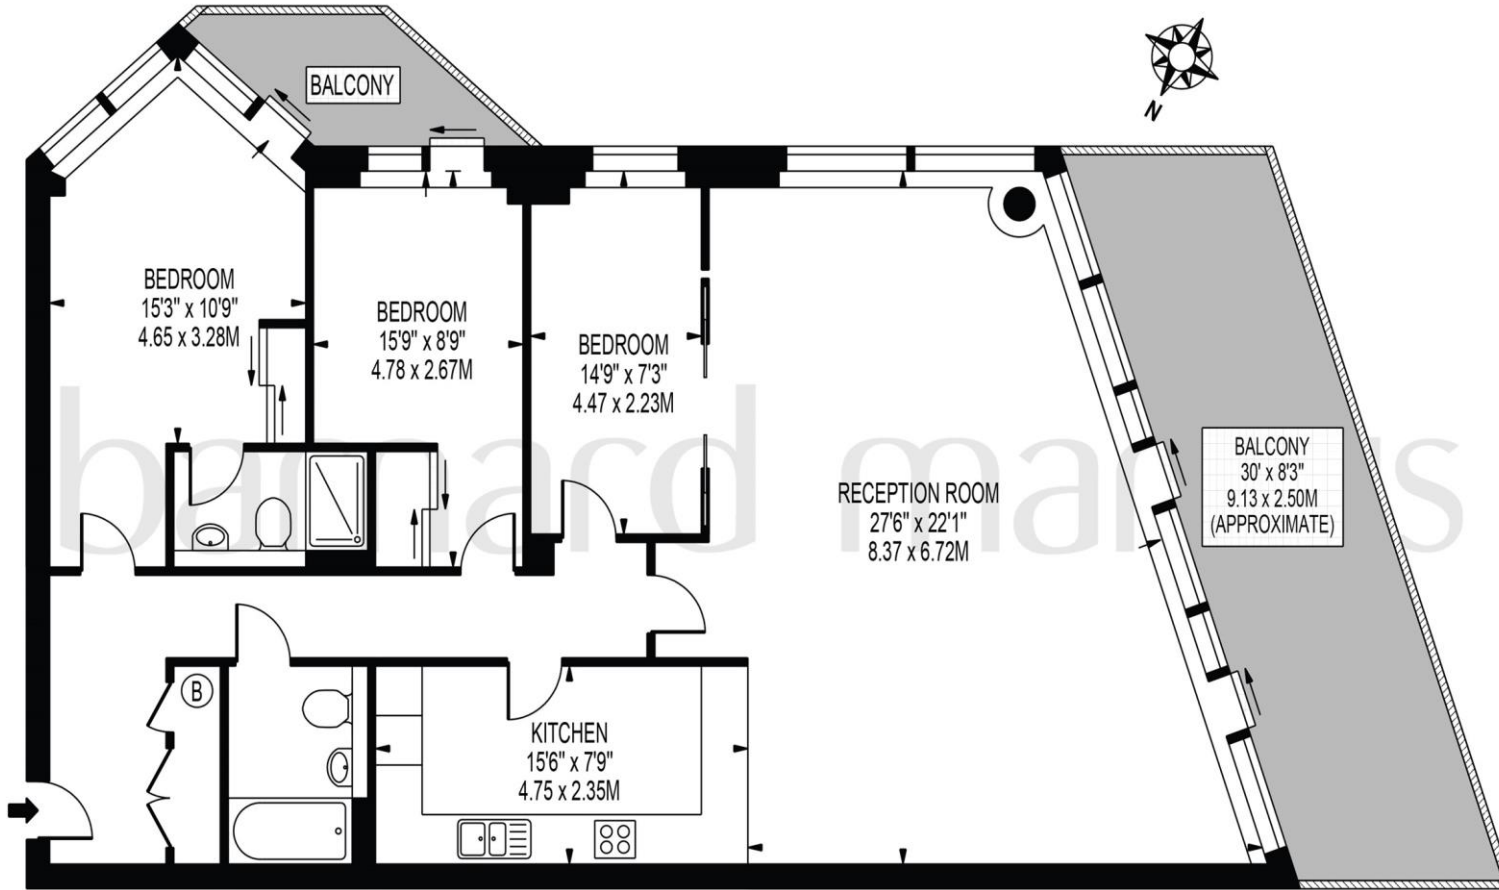 BALCONY
N
BEDROOM
15'3" x 10'9"
4.65 x 3.28M
BEDROOM
15'9" x 8'9"
4.78 x 2.67M
BEDROOM
14'9" x 7'3"
4.47 x 2.23M
RECEPTION ROOM
27'6" x 22'1"
8.37 x 6.72M
BALCONY
30' x 8'3"
9.13 x 2.50M
(APPROXIMATE)
barnard marcus
B
KITCHEN
15'6" x 7'9"
4.75 x 2.35M